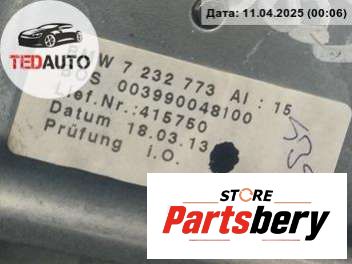 Дата: 11.04.2025 (00:06)
TEDAUTO
BMW 7 232 773 AI : 15
BOS 003990048100
Lief.Nr.:415750
Datum 18.03.13
Prüfung i.O.
STORE
Partsbery